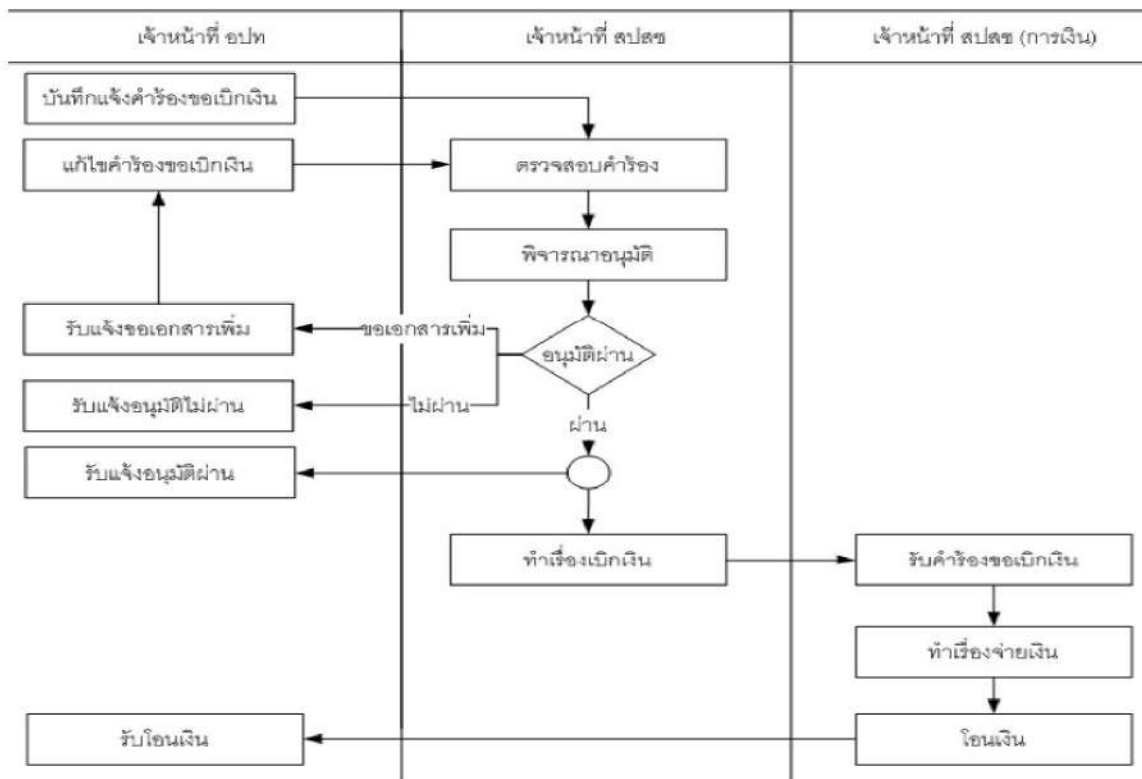 เจ้าหน้าที่ อปท
เจ้าหน้าที่ สปสช
เจ้าหน้าที่ สปสช (การเงิน)
บันทึกแจ้งคำร้องขอเบิกเงิน
แก้ไขคำร้องขอเบิกเงิน
ตรวจสอบคำร้อง
พิจารณาอนุมัติ
รับแจ้งขอเอกสารเพิ่ม
ขอเอกสารเพิ่ม
อนุมัติผ่าน
รับแจ้งอนุมัติไม่ผ่าน
ไม่ผ่าน
ผ่าน
รับแจ้งอนุมัติผ่าน
ทำเรื่องเบิกเงิน
รับคำร้องขอเบิกเงิน
ทำเรื่องจ่ายเงิน
รับโอนเงิน
โอนเงิน